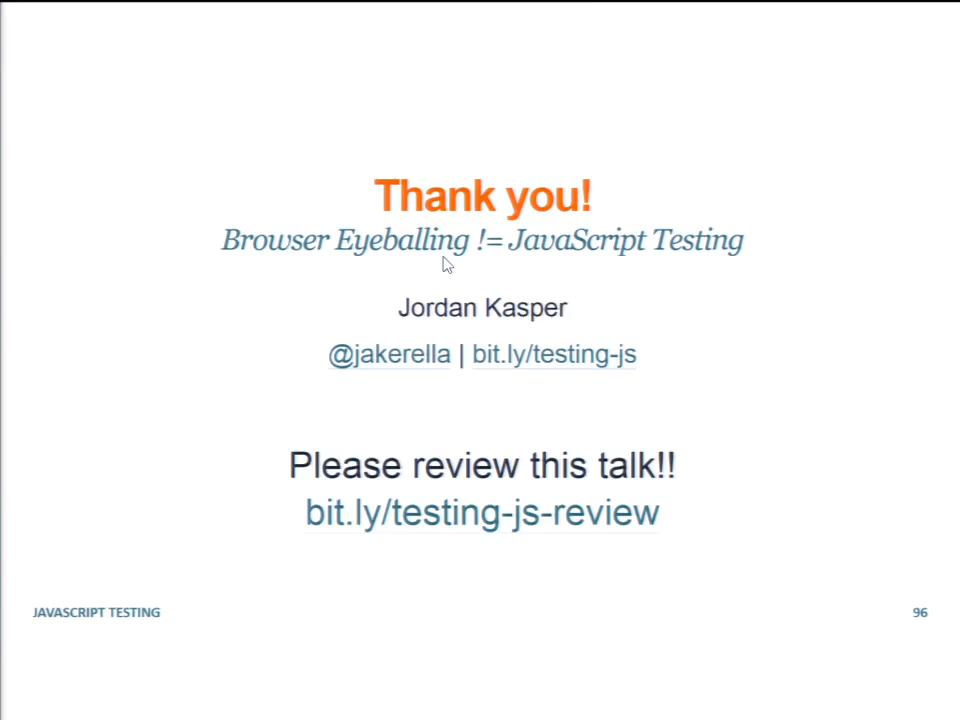 Thank you!
Browser Eyeballing != JavaScript Testing
Jordan Kasper
@jakerella | bit.ly/testing-js
Please review this talk!!
bit.ly/testing-js-review
JAVASCRIPT TESTING
96